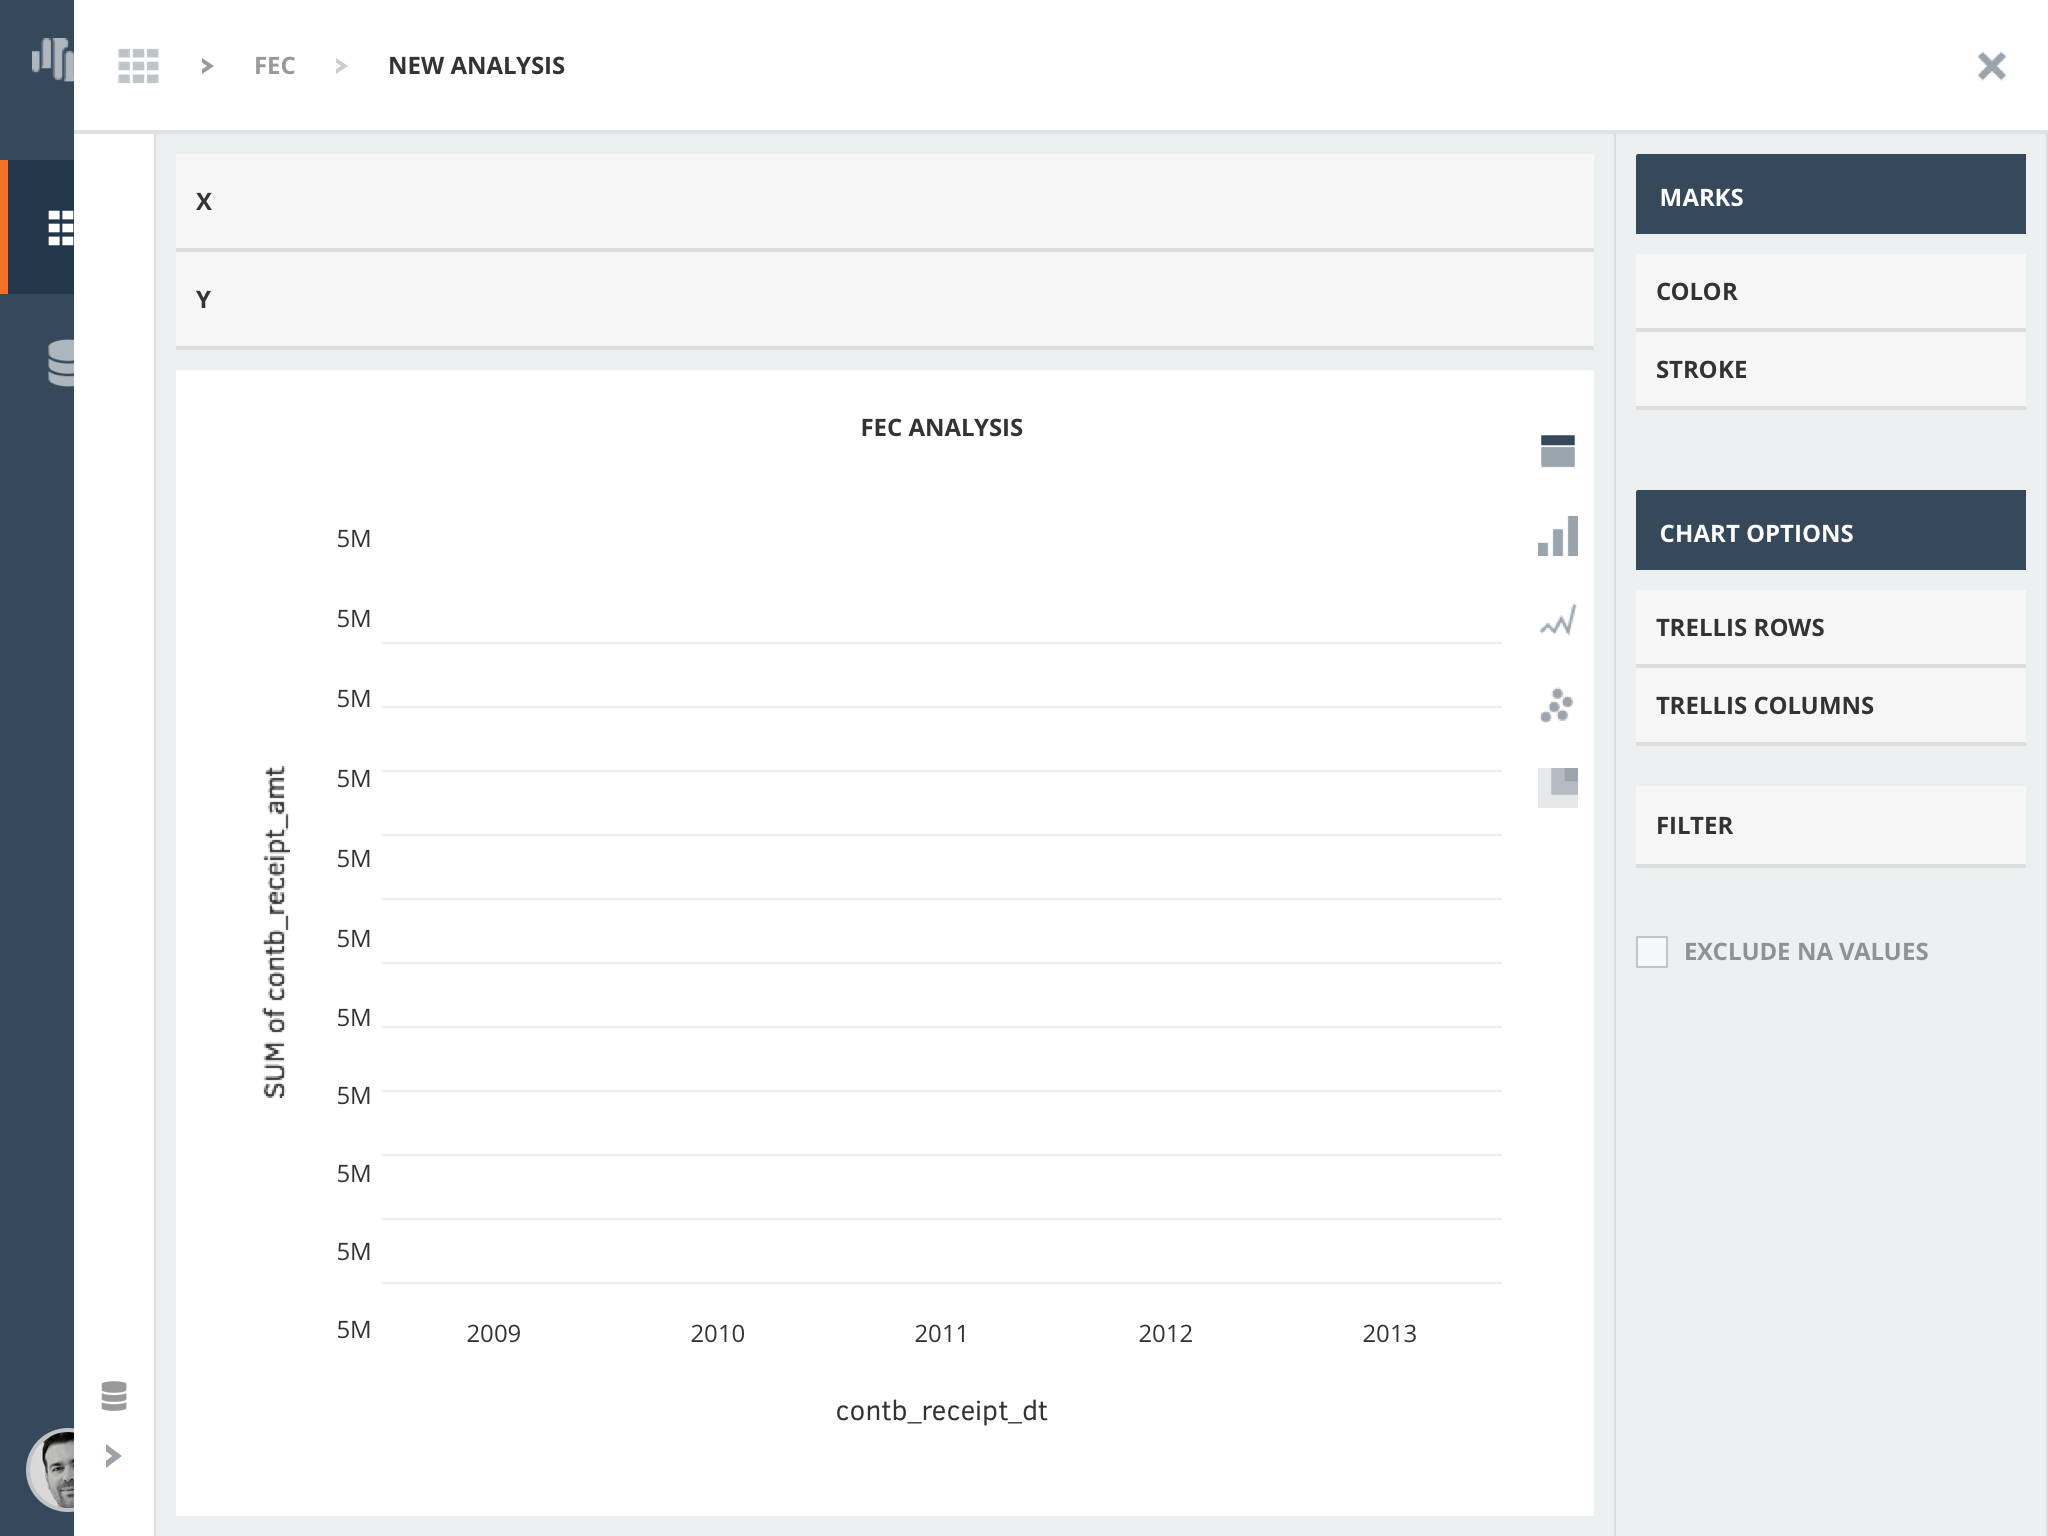 FEC
NEW ANALYSIS
X
Y
FEC ANALYSIS
5M
5M
5M
5M
5M
5M
5M
5M
5M
5M
5M
SUM of contb_receipt_amt
2009 2010 2011 2012 2013
contb_receipt_dt
MARKS
COLOR
STROKE
CHART OPTIONS
TRELLIS ROWS
TRELLIS COLUMNS
FILTER
EXCLUDE NA VALUES